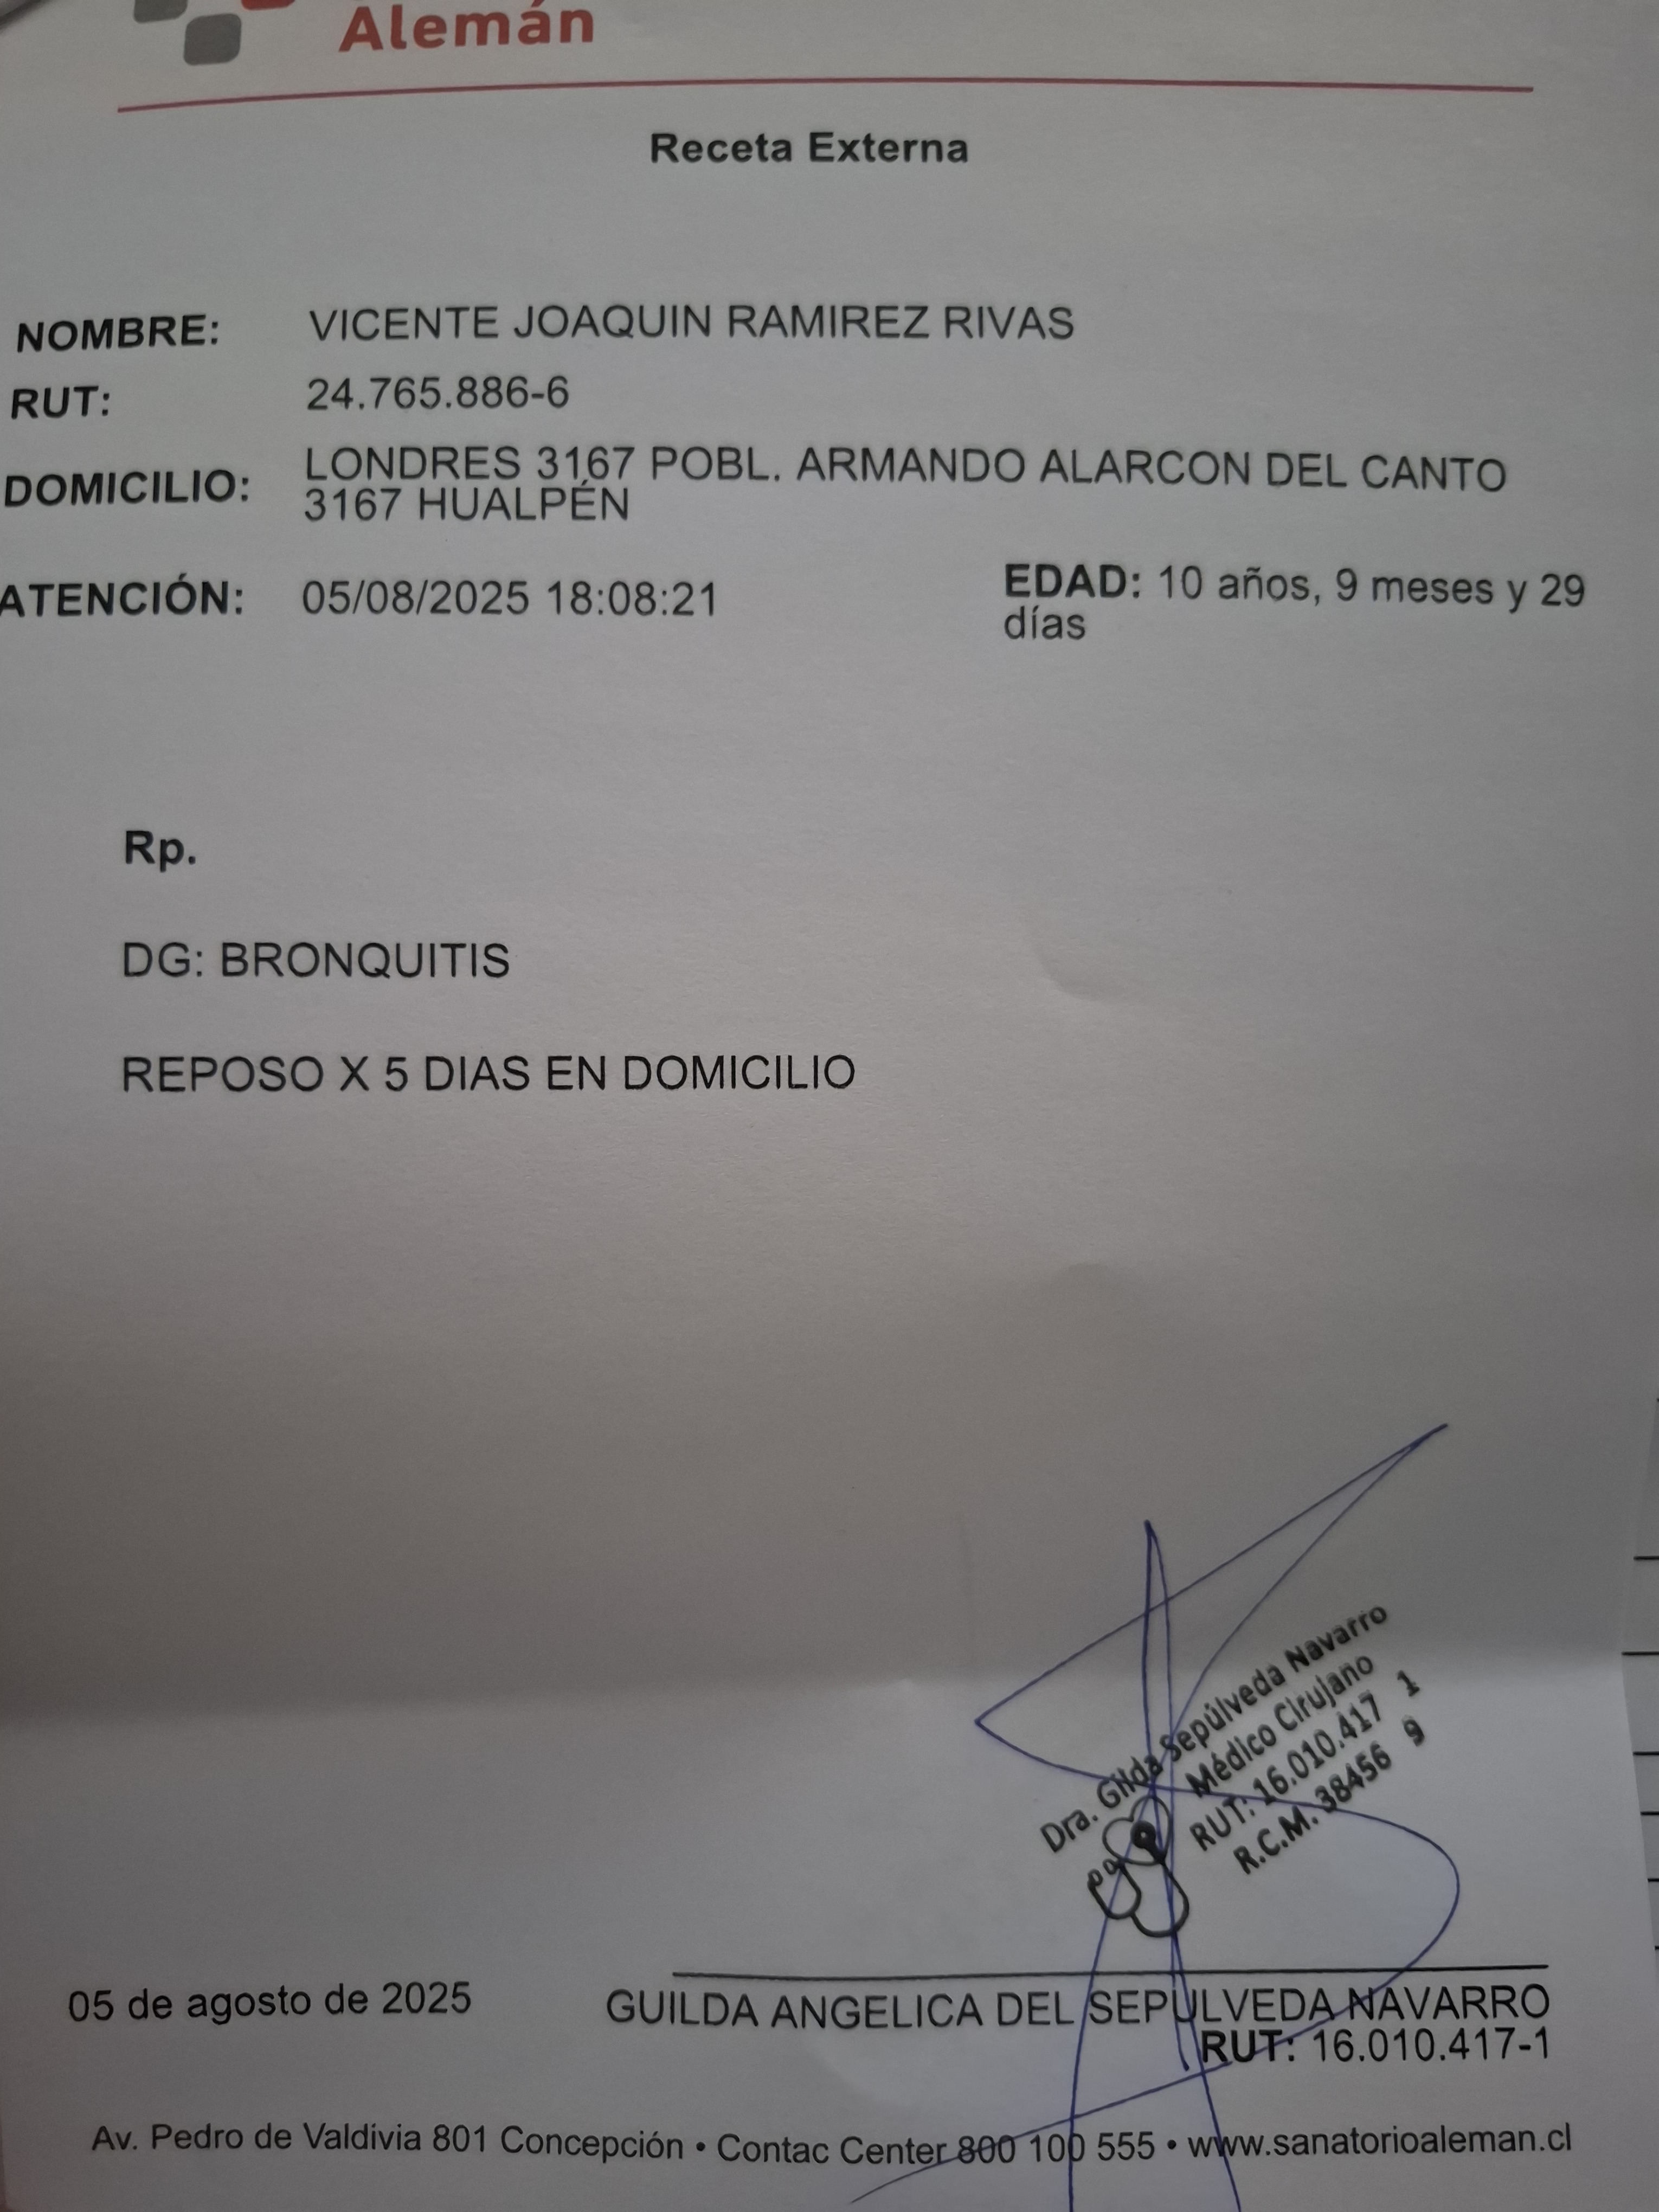 Alemán
Receta Externa
NOMBRE: VICENTE JOAQUIN RAMIREZ RIVAS
RUT: 24.765.886-6
DOMICILIO: LONDRES 3167 POBL. ARMANDO ALARCON DEL CANTO
3167 HUALPÉN
ATENCIÓN: 05/08/2025 18:08:21 EDAD: 10 años, 9 meses y 29
días
Rp.
DG: BRONQUITIS
REPOSO X 5 DIAS EN DOMICILIO
Dra. Gilda Sepúlveda Navarro
Médico Cirujano
RUT: 16.010.417 1
R.C.M. 38456 9
05 de agosto de 2025 GUILDA ANGELICA DEL SEPULVEDA NAVARRO
RUT: 16.010.417-1
Av. Pedro de Valdivia 801 Concepción • Contac Center 800 100 555 • www.sanatorioaleman.cl